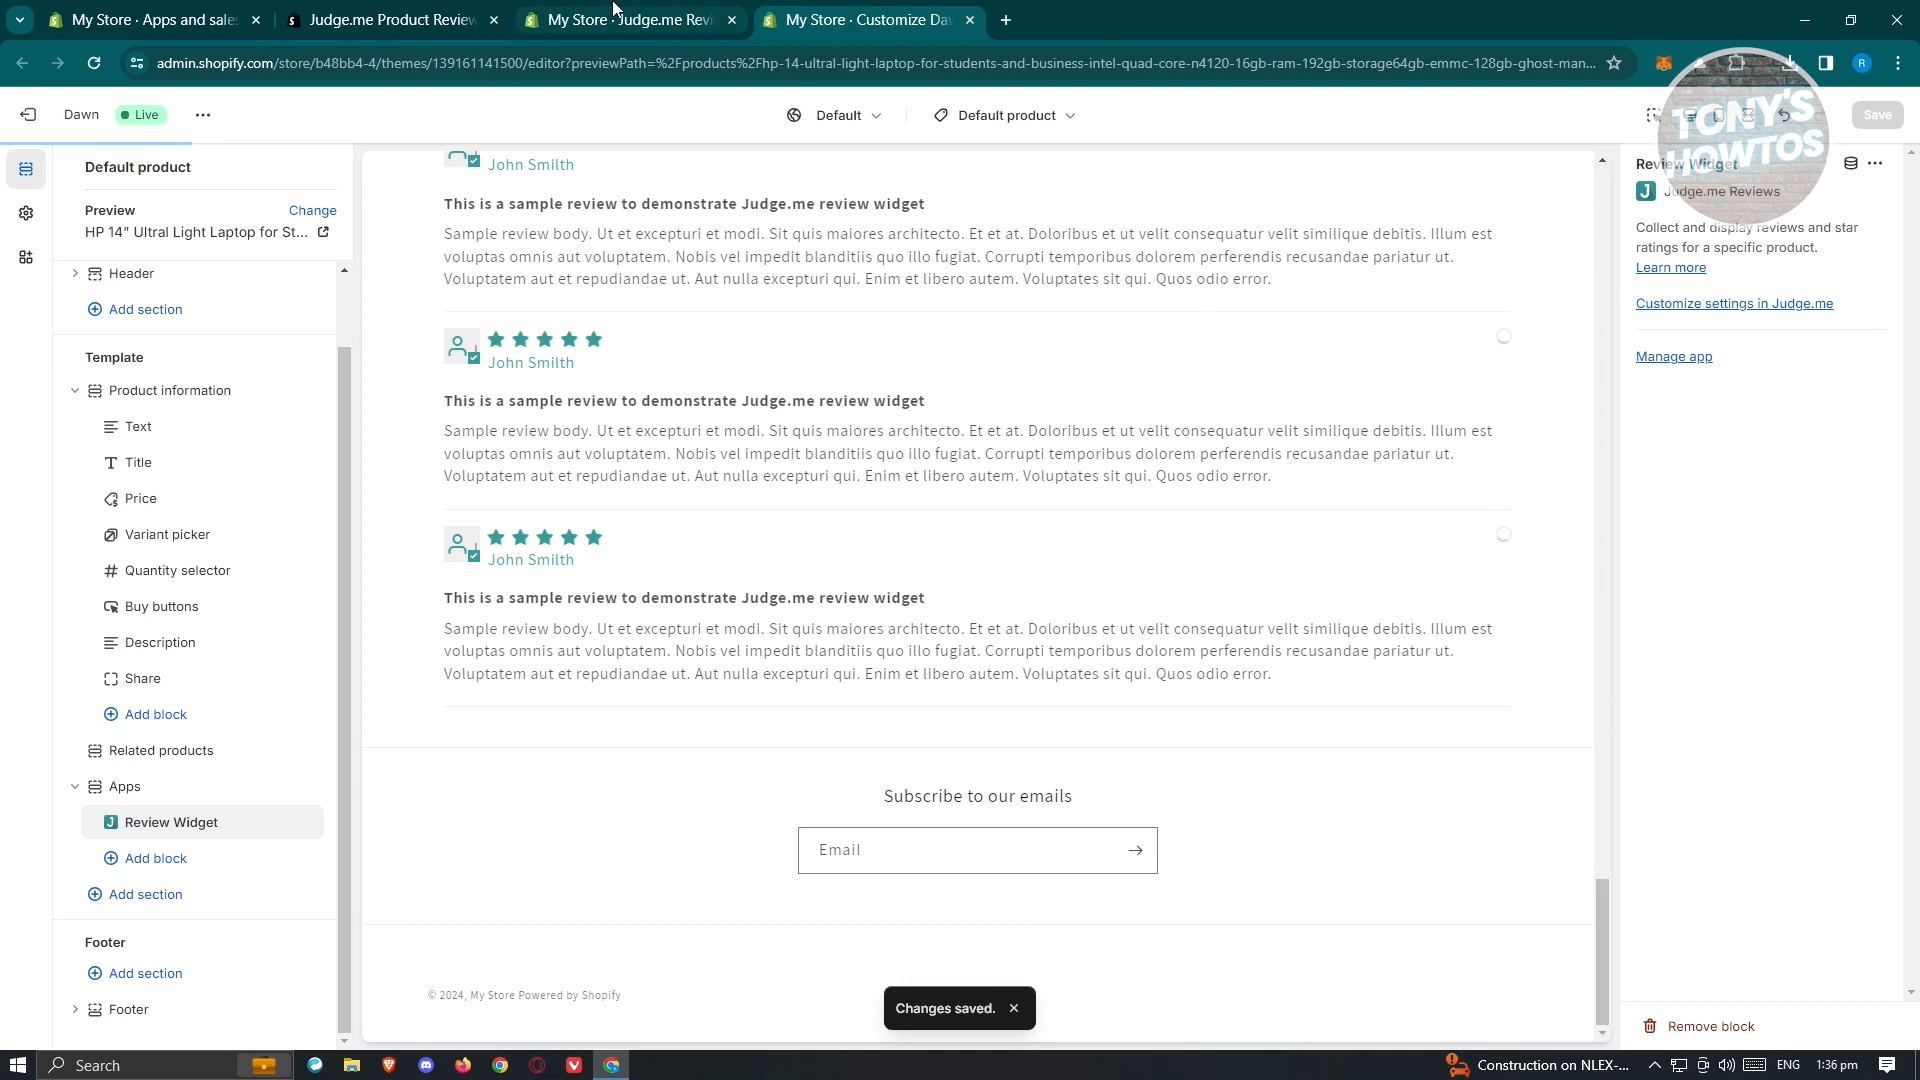 My Store · Apps and sales
Judge.me Product Review
My Store · Judge.me Revi
My Store · Customize Daw
admin.shopify.com/store/b48bb4-4/themes/139161141500/editor?previewPath=%2Fproducts%2Fhp-14-ultral-light-laptop-for-students-and-business-intel-quad-core-n4120-16gb-ram-192gb-storage64gb-emmc-128gb-ghost-man...
R
Dawn
Live
Default
Default product
Save
TONY'S
HOWTOS
Default product
Preview
Change
HP 14" Ultral Light Laptop for St...
Header
Add section
Template
Product information
Text
Title
Price
Variant picker
Quantity selector
Buy buttons
Description
Share
Add block
Related products
Apps
J Review Widget
Add block
Add section
Footer
Add section
Footer
John Smilth
This is a sample review to demonstrate Judge.me review widget
Sample review body. Ut et excepturi et modi. Sit quis maiores architecto. Et et at. Doloribus et ut velit consequatur velit similique debitis. Illum est
voluptas omnis aut voluptatem. Nobis vel impedit blanditiis quo illo fugiat. Corrupti temporibus dolorem perferendis recusandae pariatur ut.
Voluptatem aut et repudiandae ut. Aut nulla excepturi qui. Enim et libero autem. Voluptates sit qui. Quos odio error.
John Smilth
This is a sample review to demonstrate Judge.me review widget
Sample review body. Ut et excepturi et modi. Sit quis maiores architecto. Et et at. Doloribus et ut velit consequatur velit similique debitis. Illum est
voluptas omnis aut voluptatem. Nobis vel impedit blanditiis quo illo fugiat. Corrupti temporibus dolorem perferendis recusandae pariatur ut.
Voluptatem aut et repudiandae ut. Aut nulla excepturi qui. Enim et libero autem. Voluptates sit qui. Quos odio error.
John Smilth
This is a sample review to demonstrate Judge.me review widget
Sample review body. Ut et excepturi et modi. Sit quis maiores architecto. Et et at. Doloribus et ut velit consequatur velit similique debitis. Illum est
voluptas omnis aut voluptatem. Nobis vel impedit blanditiis quo illo fugiat. Corrupti temporibus dolorem perferendis recusandae pariatur ut.
Voluptatem aut et repudiandae ut. Aut nulla excepturi qui. Enim et libero autem. Voluptates sit qui. Quos odio error.
Subscribe to our emails
Email
© 2024, My Store Powered by Shopify
Changes saved.
Review Widget
J Judge.me Reviews
Collect and display reviews and star
ratings for a specific product.
Learn more
Customize settings in Judge.me
Manage app
Remove block
Search
Construction on NLEX-...
ENG
1:36 pm